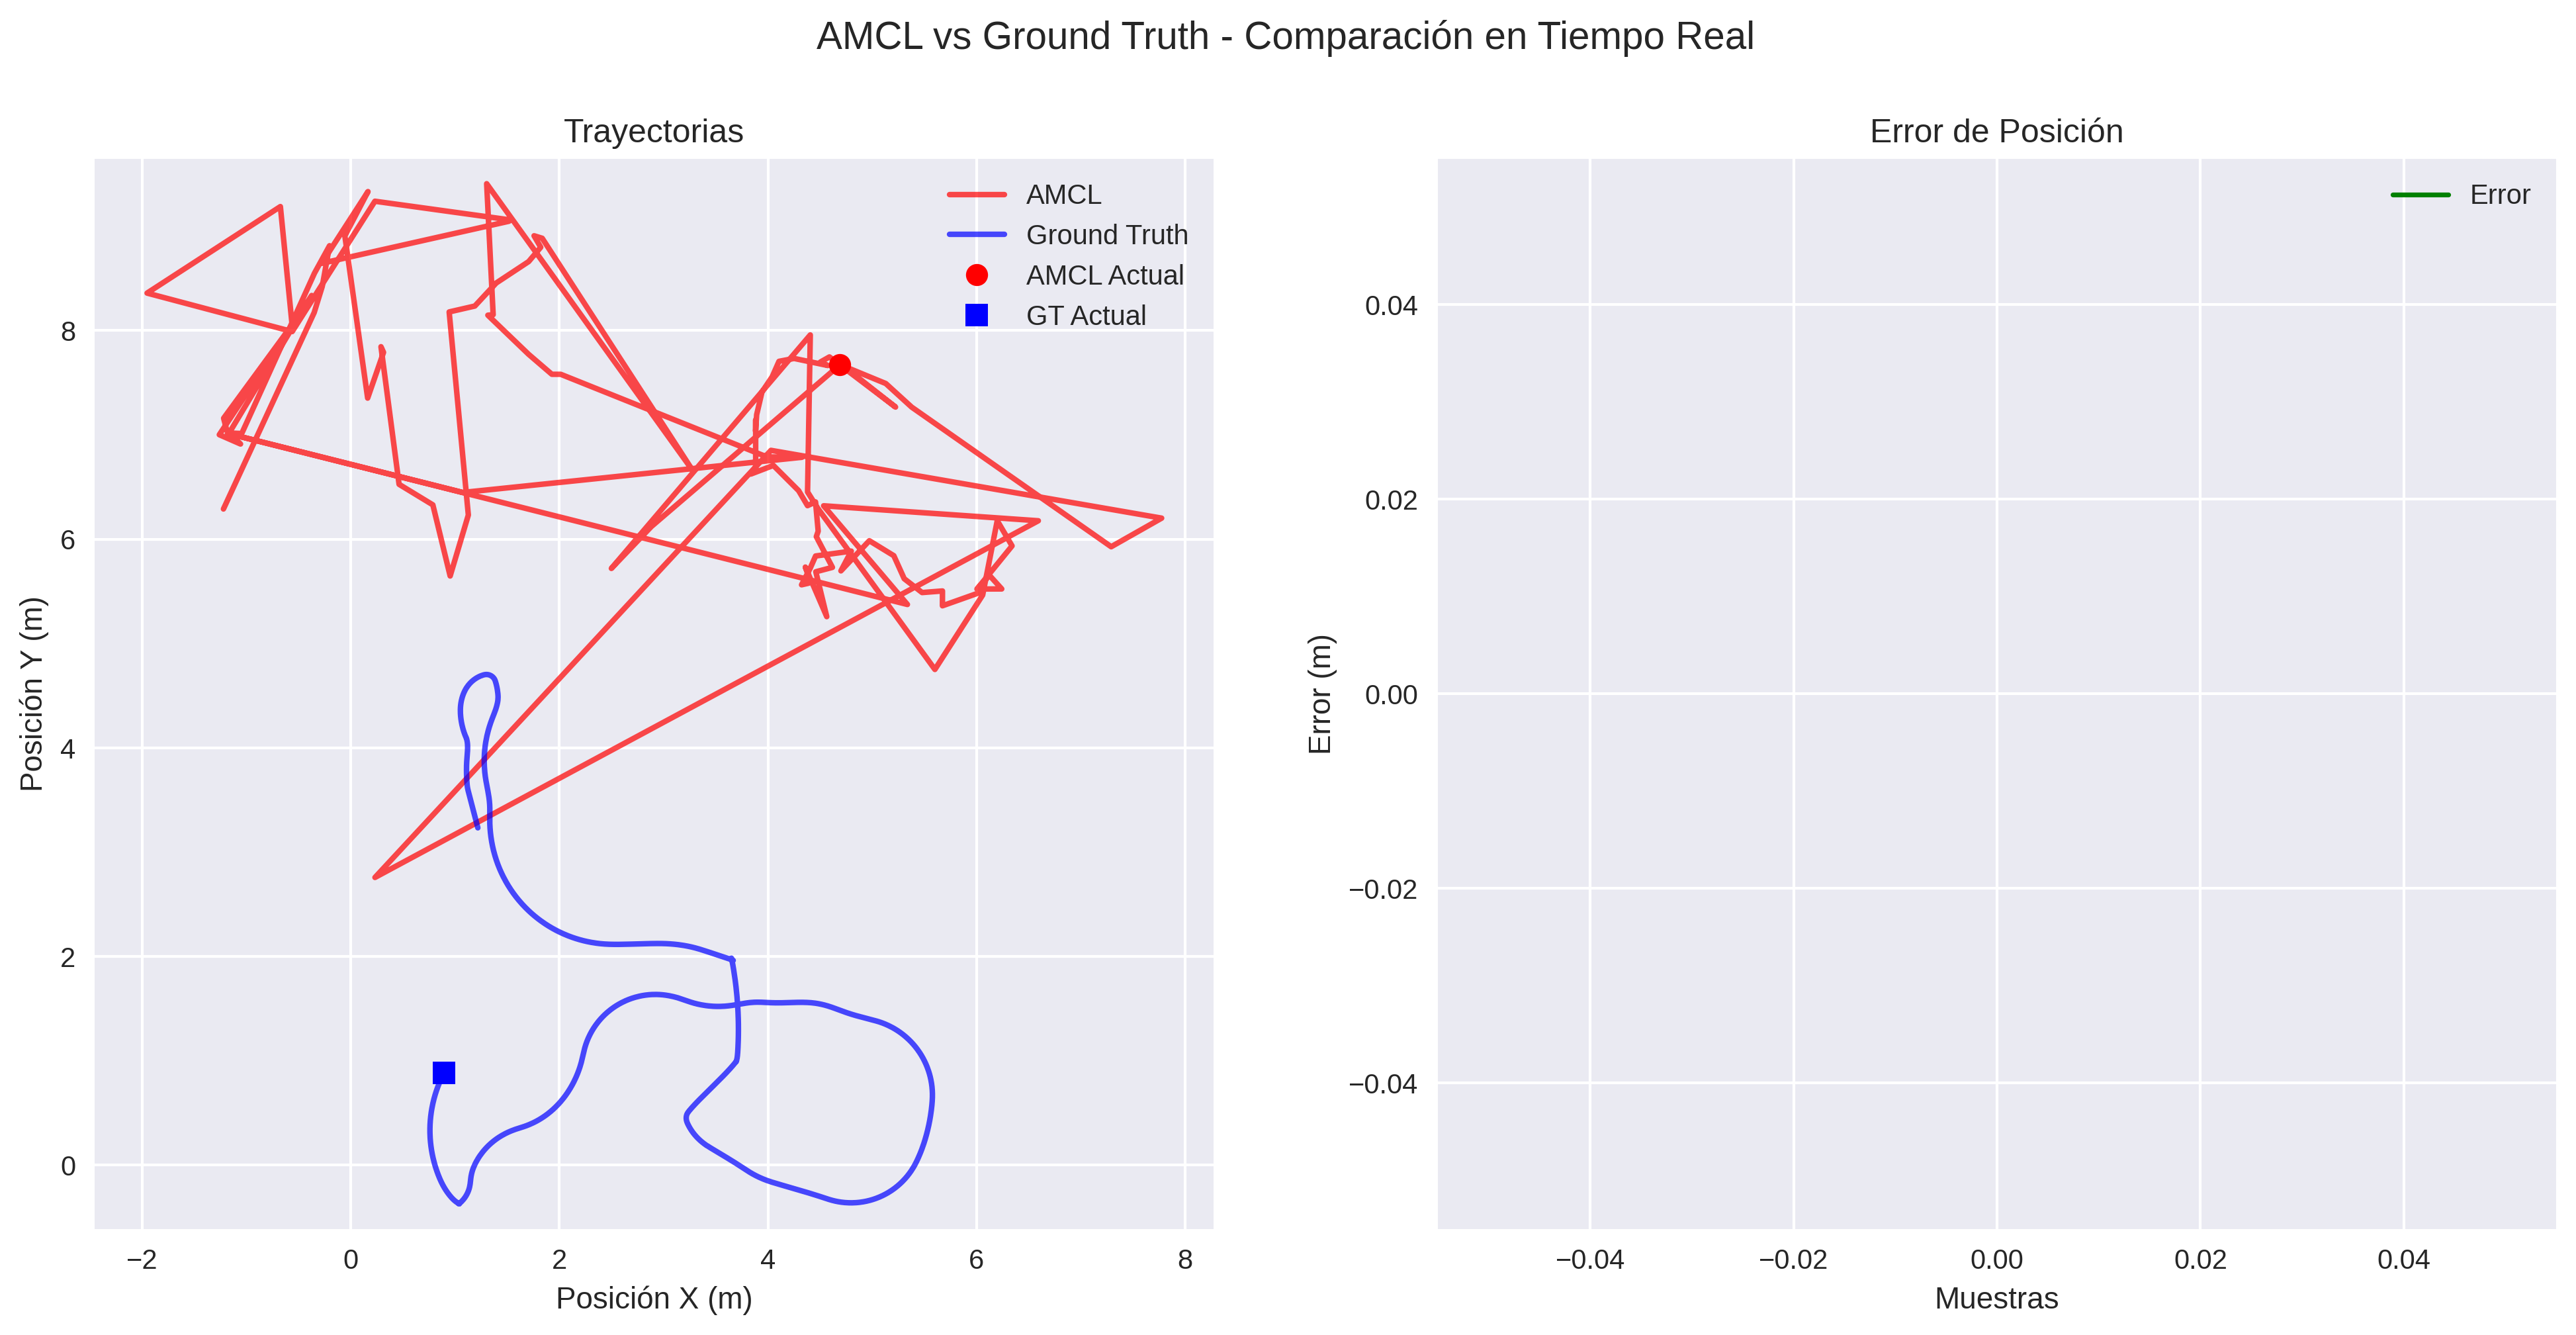 AMCL vs Ground Truth - Comparación en Tiempo Real
Trayectorias
AMCL
Ground Truth
AMCL Actual
GT Actual
8
6
4
2
0
Posición Y (m)
−2
0
2
4
6
8
Posición X (m)
Error de Posición
Error
0.04
0.02
0.00
−0.02
−0.04
Error (m)
−0.04
−0.02
0.00
0.02
0.04
Muestras